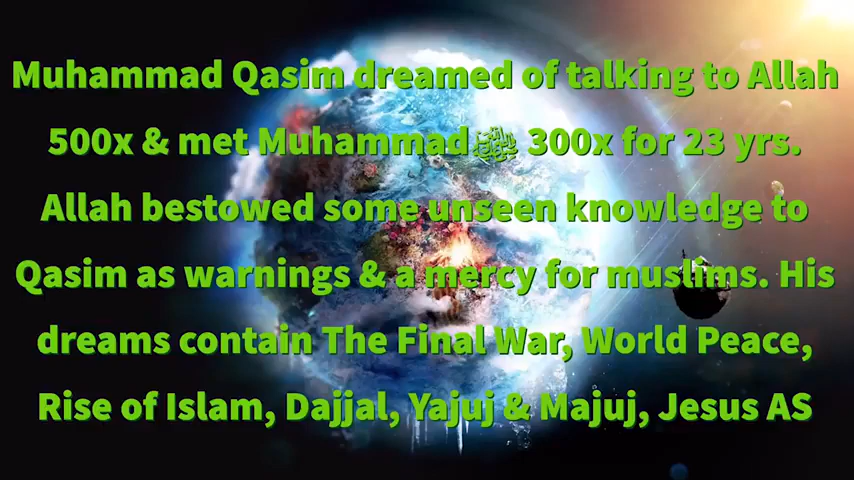 Muhammad Qasim dreamed of talking to Allah
500x & met Muhammadﷺ 300x for 23 yrs.
Allah bestowed some unseen knowledge to
Qasim as warnings & a mercy for muslims. His
dreams contain The Final War, World Peace,
Rise of Islam, Dajjal, Yajuj & Majuj, Jesus AS